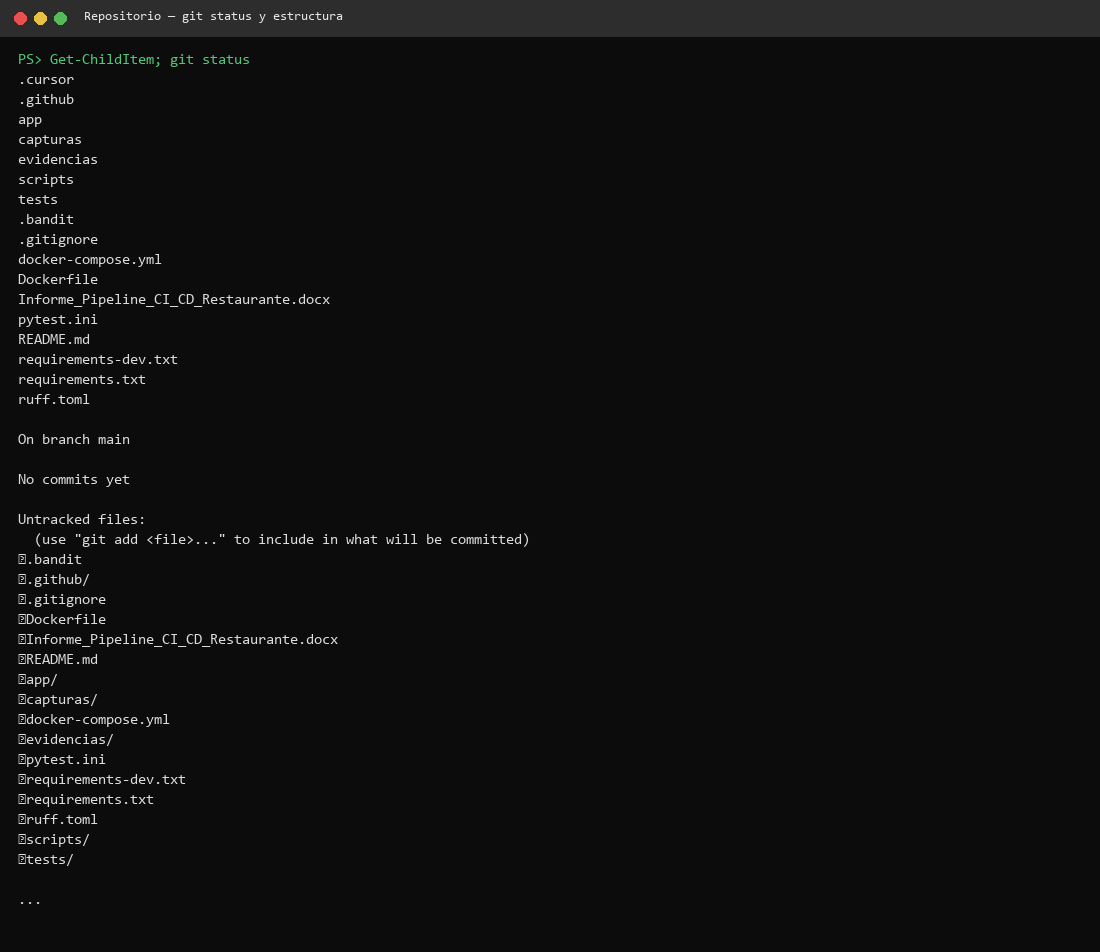 Repositorio — git status y estructura
PS> Get-ChildItem; git status
.cursor
.github
app
capturas
evidencias
scripts
tests
.bandit
.gitignore
docker-compose.yml
Dockerfile
Informe_Pipeline_CI_CD_Restaurante.docx
pytest.ini
README.md
requirements-dev.txt
requirements.txt
ruff.toml
On branch main
No commits yet
Untracked files:
(use "git add <file>..." to include in what will be committed)
.bandit
.github/
.gitignore
Dockerfile
Informe_Pipeline_CI_CD_Restaurante.docx
README.md
app/
capturas/
docker-compose.yml
evidencias/
pytest.ini
requirements-dev.txt
requirements.txt
ruff.toml
scripts/
tests/
...